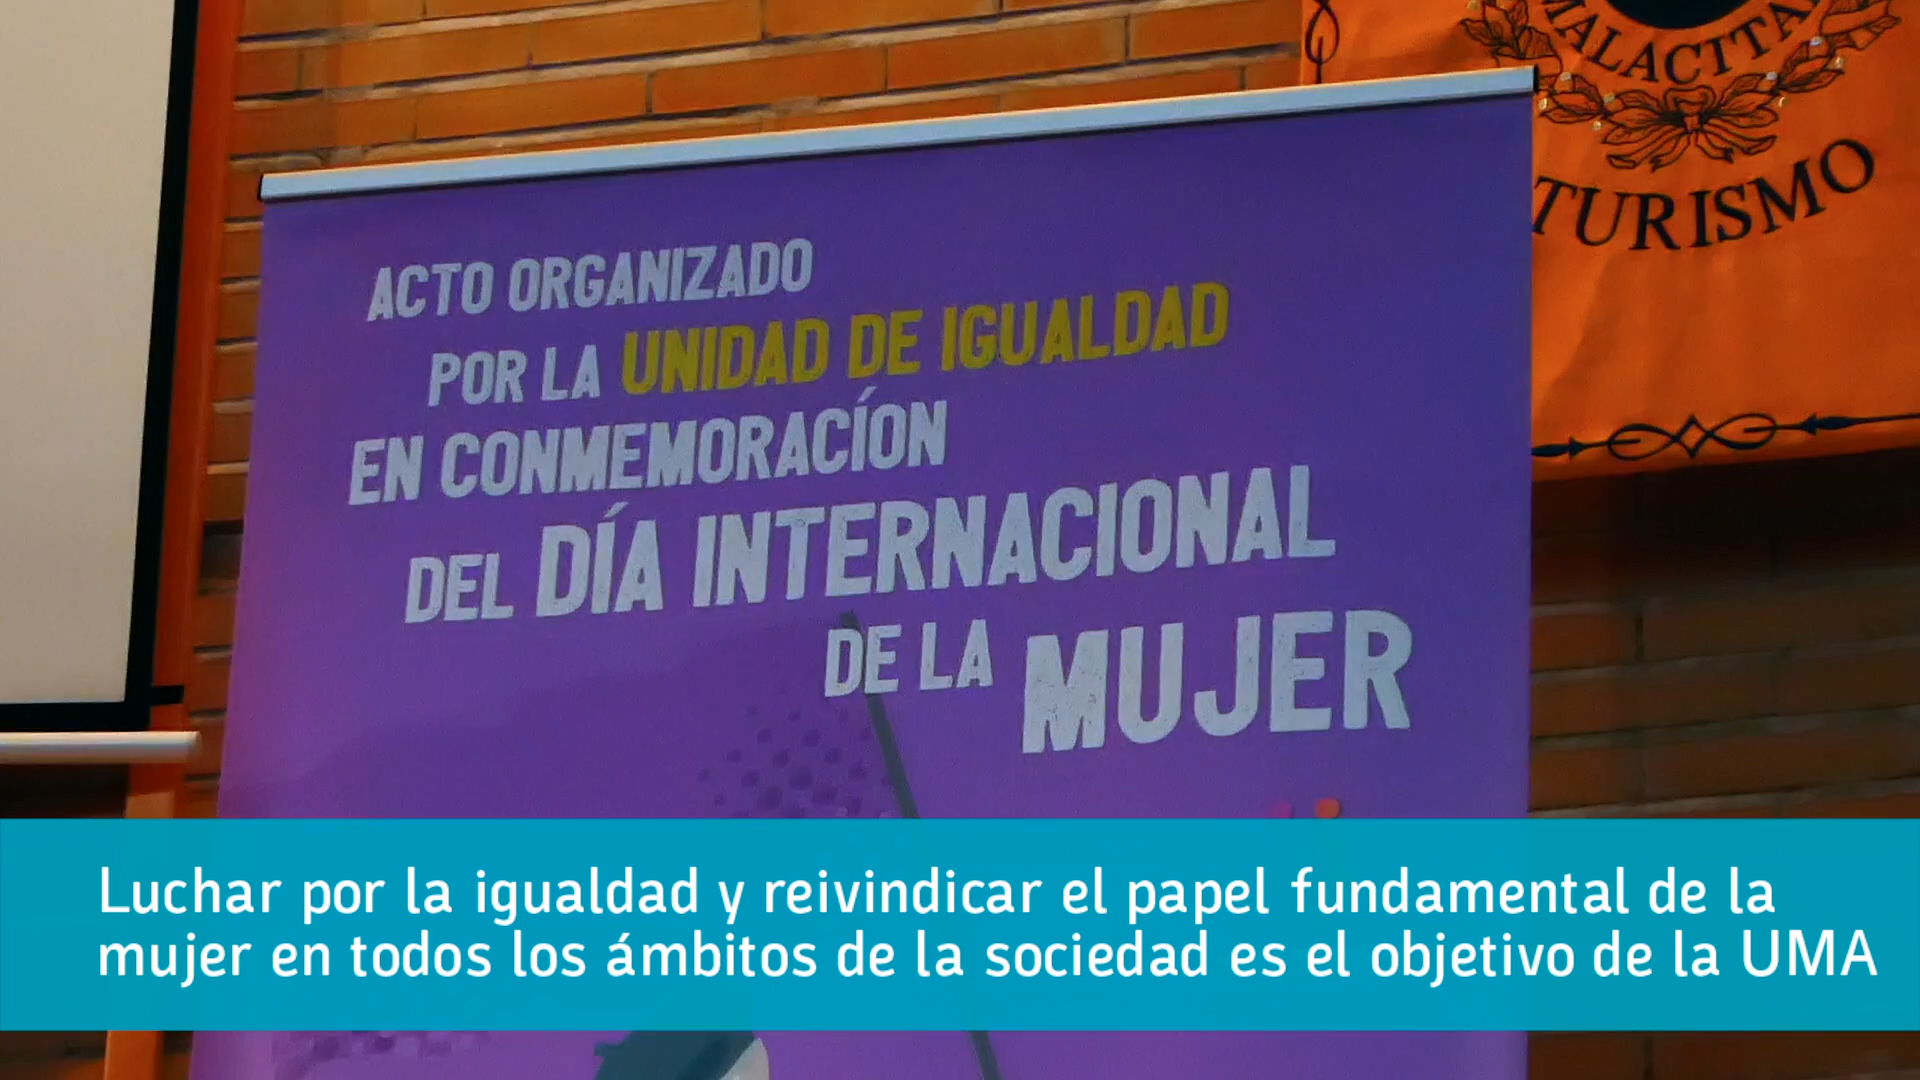 MALACITA
TURISMO
ACTO ORGANIZADO
POR LA UNIDAD DE IGUALDAD
EN CONMEMORACÍON
DEL DÍA INTERNACIONAL
DE LA MUJER
Luchar por la igualdad y reivindicar el papel fundamental de la
mujer en todos los ámbitos de la sociedad es el objetivo de la UMA